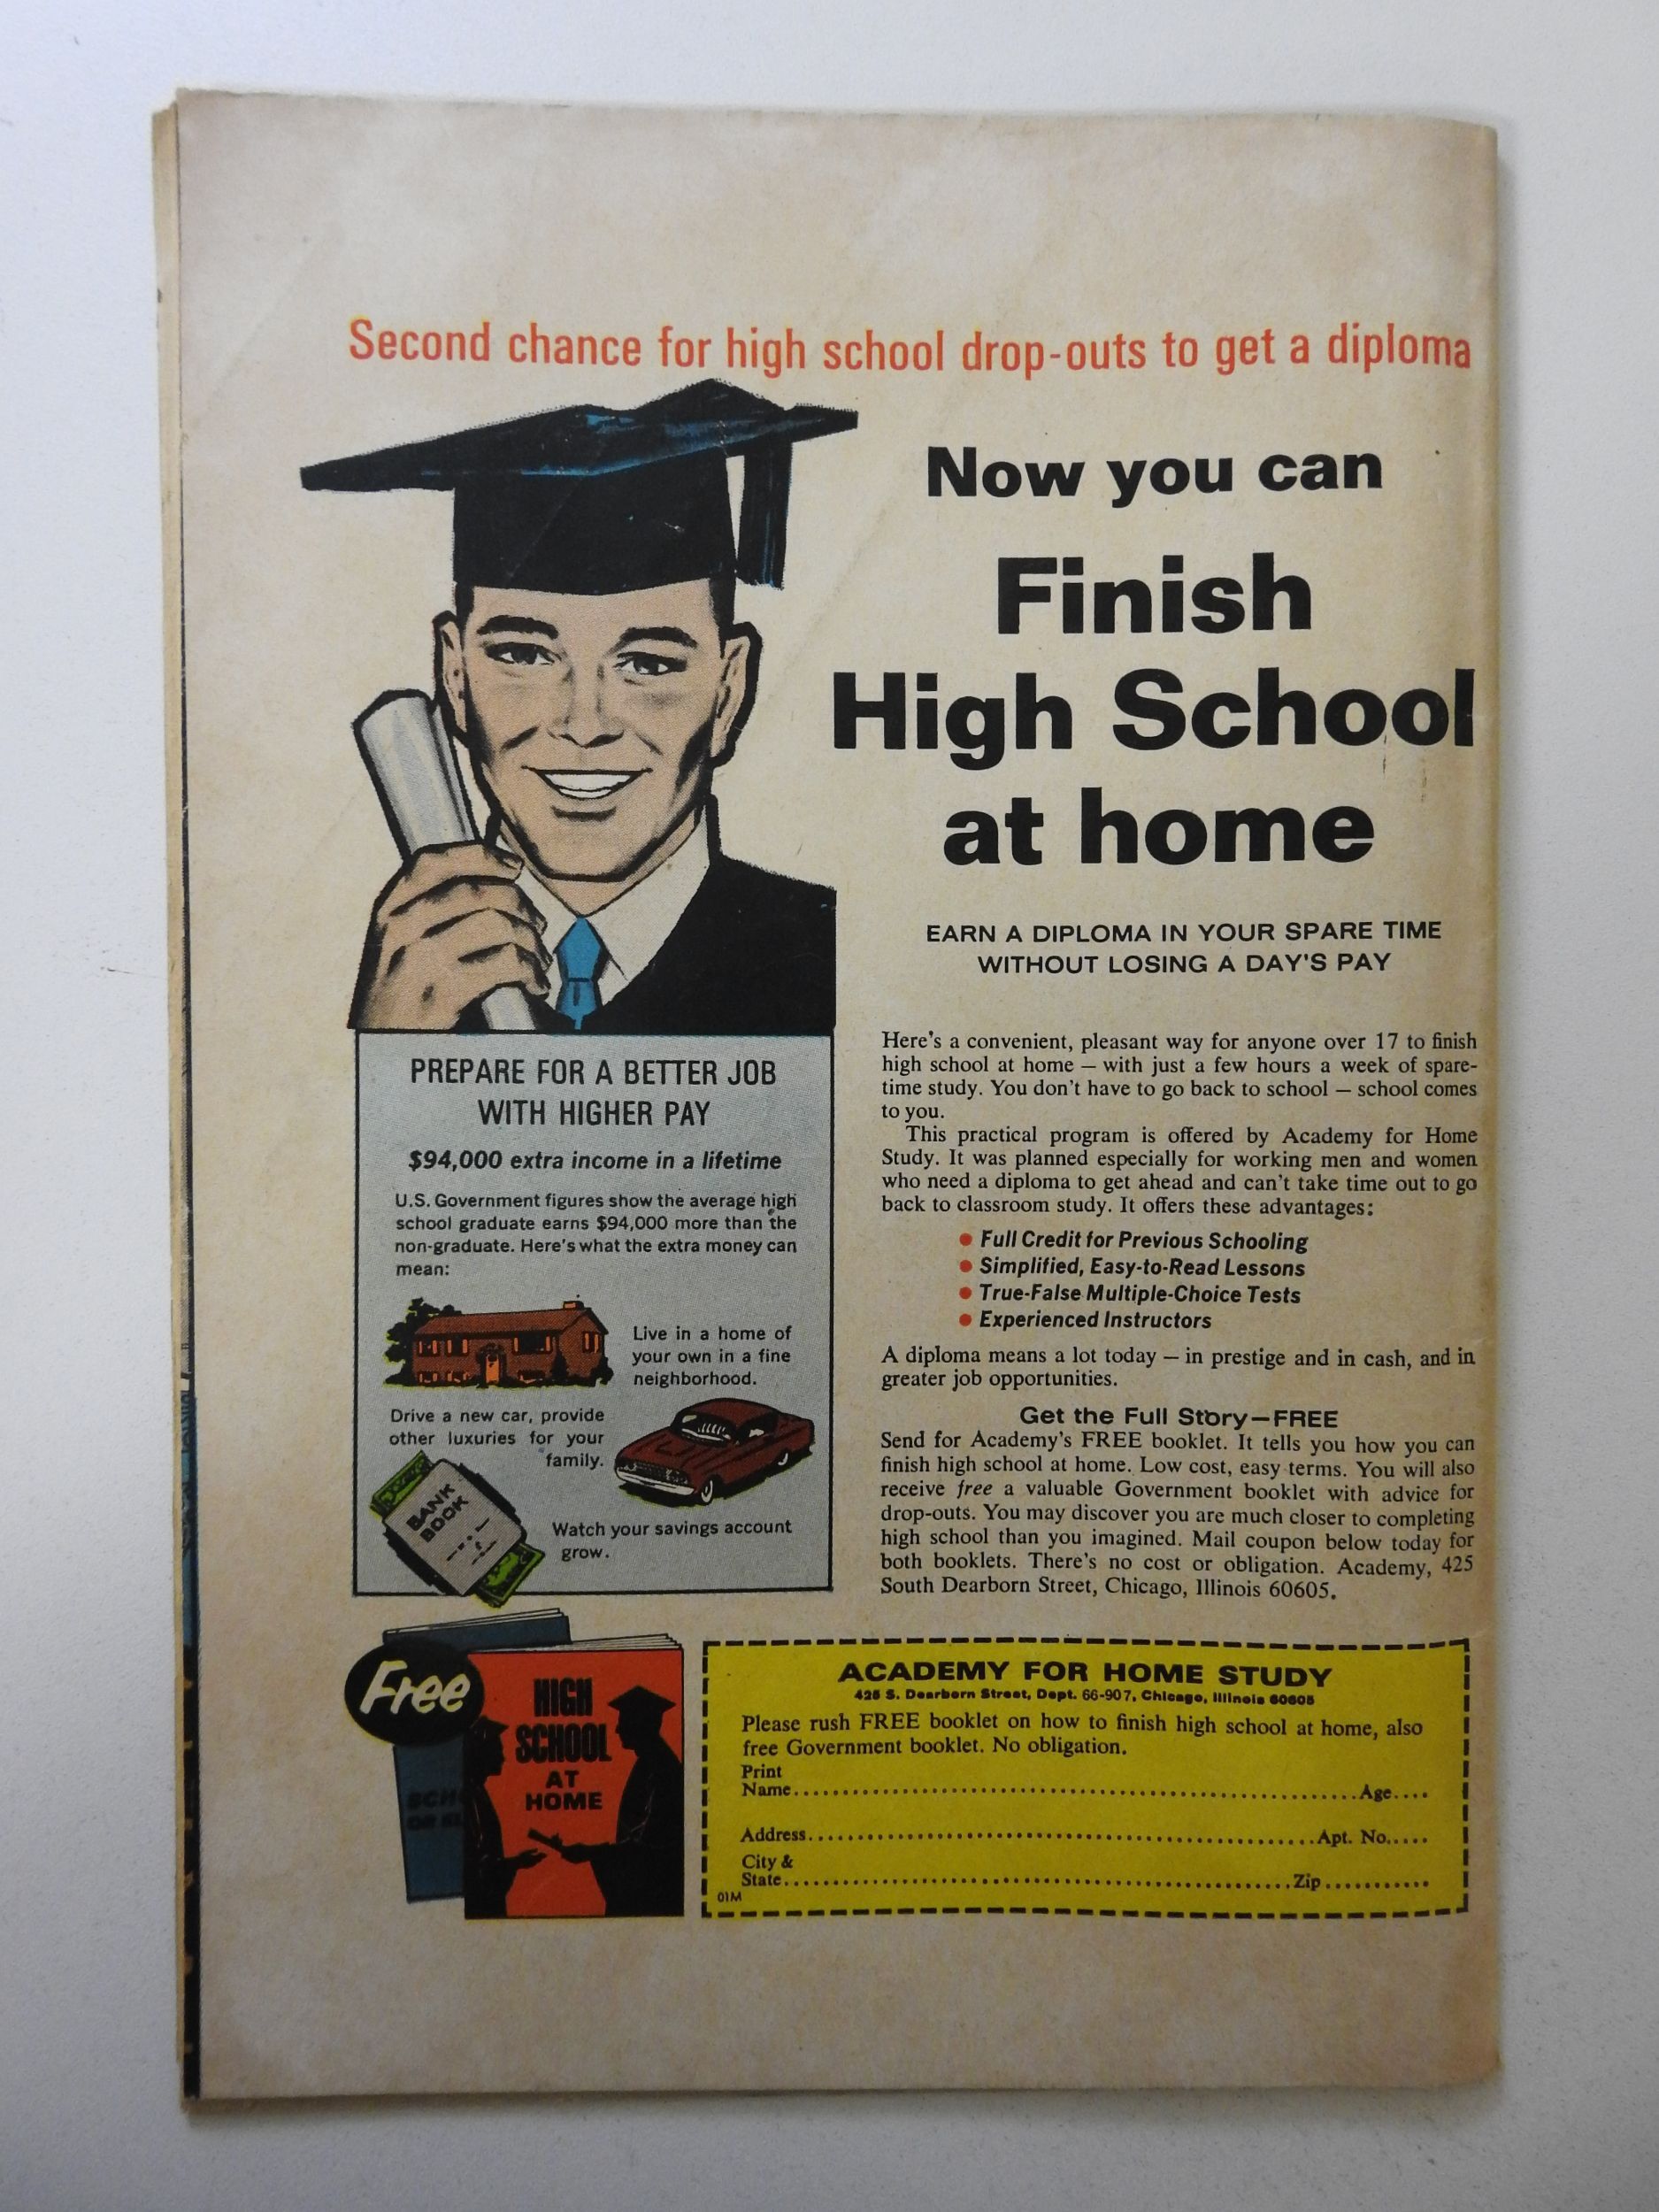 Second chance for high school drop-outs to get a diploma
Now you can
Finish
High School
at home
EARN A DIPLOMA IN YOUR SPARE TIME
WITHOUT LOSING A DAY'S PAY
PREPARE FOR A BETTER JOB
WITH HIGHER PAY
$94,000 extra income in a lifetime
U.S. Government figures show the average high
school graduate earns $94,000 more than the
non-graduate. Here's what the extra money can
mean:
Live in a home of
your own in a fine
neighborhood.
Drive a new car, provide
other luxuries for your
family.
BANK
BOOK
Watch your savings account
grow.
Here's a convenient, pleasant way for anyone over 17 to finish
high school at home — with just a few hours a week of spare-
time study. You don't have to go back to school — school comes
to you.
This practical program is offered by Academy for Home
Study. It was planned especially for working men and women
who need a diploma to get ahead and can't take time out to go
back to classroom study. It offers these advantages:
● Full Credit for Previous Schooling
● Simplified, Easy-to-Read Lessons
● True-False Multiple-Choice Tests
● Experienced Instructors
A diploma means a lot today — in prestige and in cash, and in
greater job opportunities.
Get the Full Story—FREE
Send for Academy's FREE booklet. It tells you how you can
finish high school at home. Low cost, easy terms. You will also
receive free a valuable Government booklet with advice for
drop-outs. You may discover you are much closer to completing
high school than you imagined. Mail coupon below today for
both booklets. There's no cost or obligation. Academy, 425
South Dearborn Street, Chicago, Illinois 60605.
Free
HIGH
SCHOOL
AT
HOME
ACADEMY FOR HOME STUDY
425 S. Dearborn Street, Dept. 66-907, Chicago, Illinois 60605
Please rush FREE booklet on how to finish high school at home, also
free Government booklet. No obligation.
Print
Name.......................................................Age....
Address.................................................Apt. No.....
City &
State.................................................Zip...........
01M